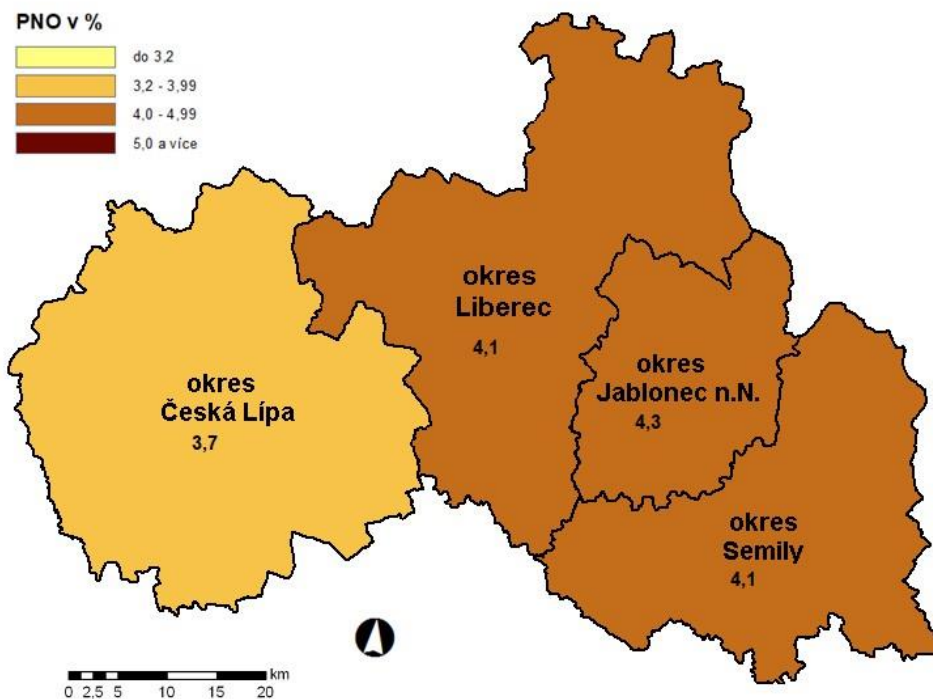 PNO v %
do 3,2
3,2 - 3,99
4,0 - 4,99
5,0 a více
okres
Liberec
4,1
okres
Jablonec n.N.
4,3
okres
Česká Lípa
3,7
okres
Semily
4,1
km
0 2,5 5 10 15 20